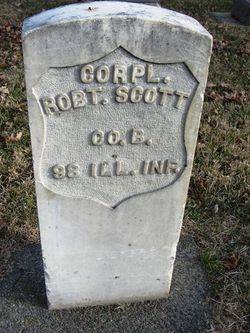 CORPL.
ROBT. SCOTT
CO. B.
98 ILL. INF.